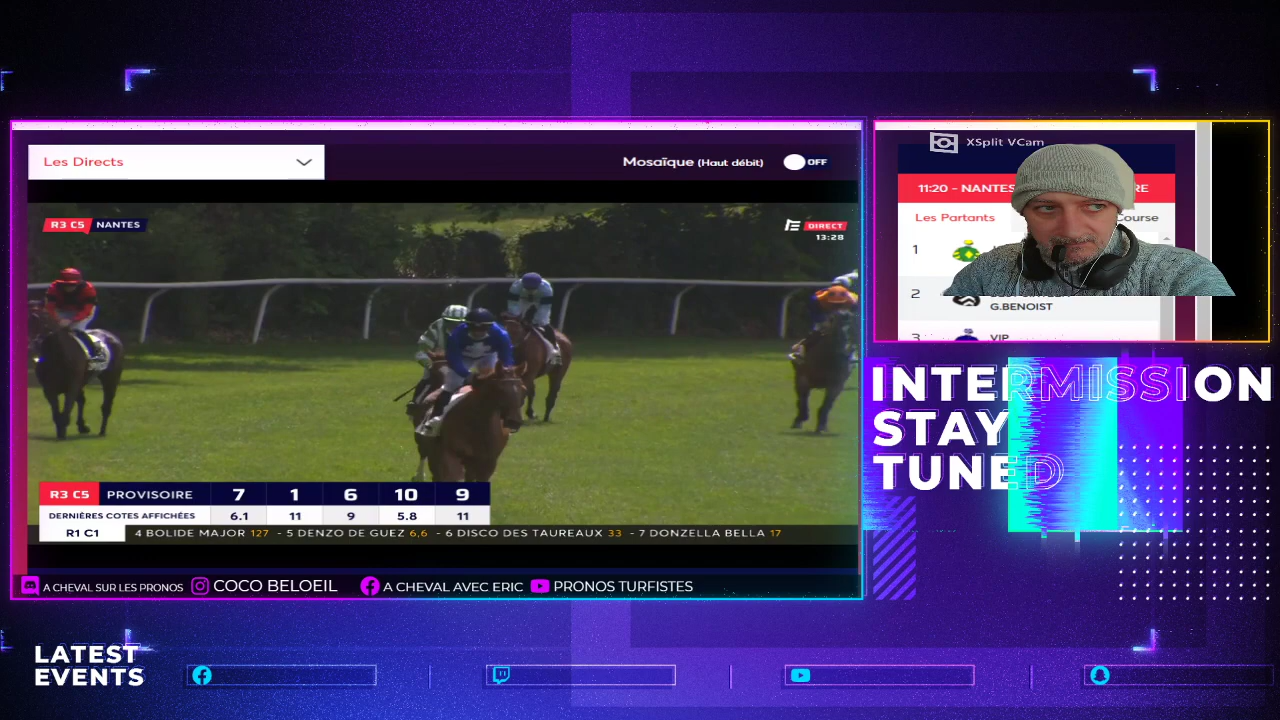 Les Directs
Mosaïque (Haut débit)
OFF
R3 C5 NANTES
DIRECT
13:28
R3 C5 PROVISOIRE 7 1 6 10 9
DERNIÈRES COTES AFFICHÉES 6.1 11 9 5.8 11
R1 C1 4 BOLIDE MAJOR 127 - 5 DENZO DE GUEZ 6,6 - 6 DISCO DES TAUREAUX 33 - 7 DONZELLA BELLA 17
A CHEVAL SUR LES PRONOS COCO BELOEIL A CHEVAL AVEC ERIC PRONOS TURFISTES
XSplit VCam
11:20 - NANTES RE
Les Partants Course
1
2
G.BENOIST
3 VIP
INTERMISSION
STAY
TUNED
LATEST
EVENTS